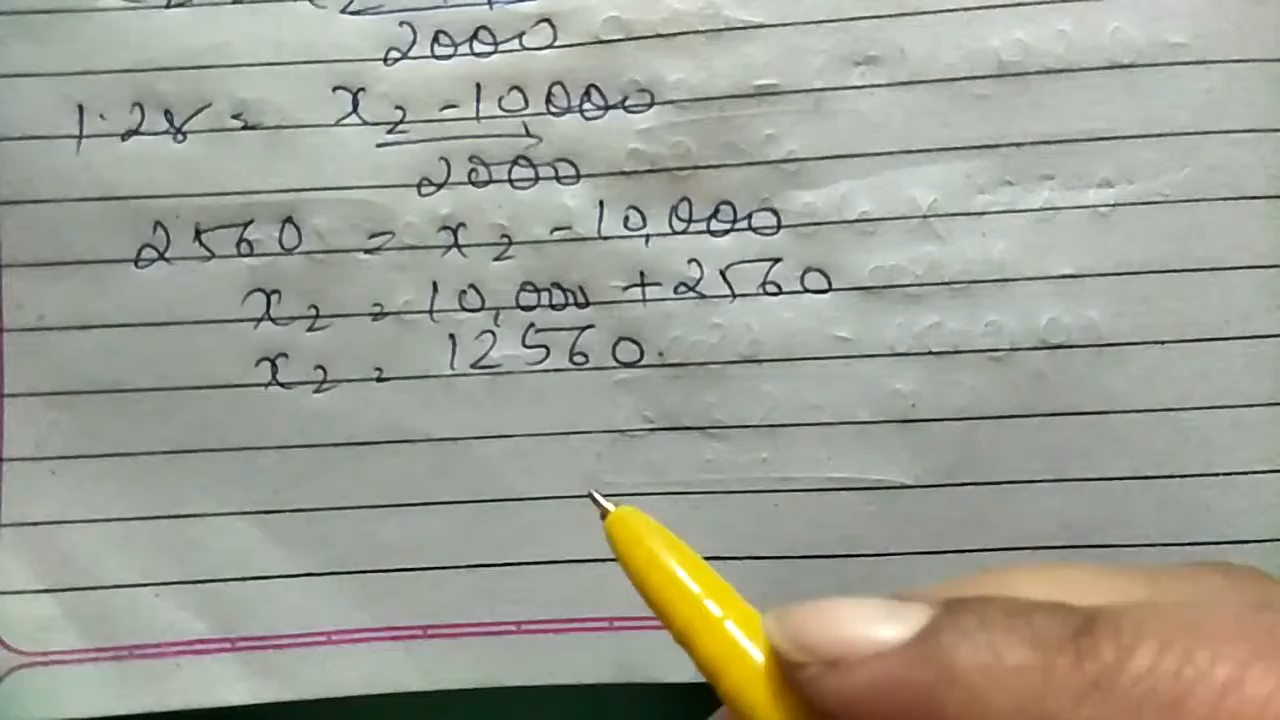 2000
1.28 = x2 - 10000
2000
2560 = x2 - 10,000
x2 = 10,000 + 2560
x2 = 12560.